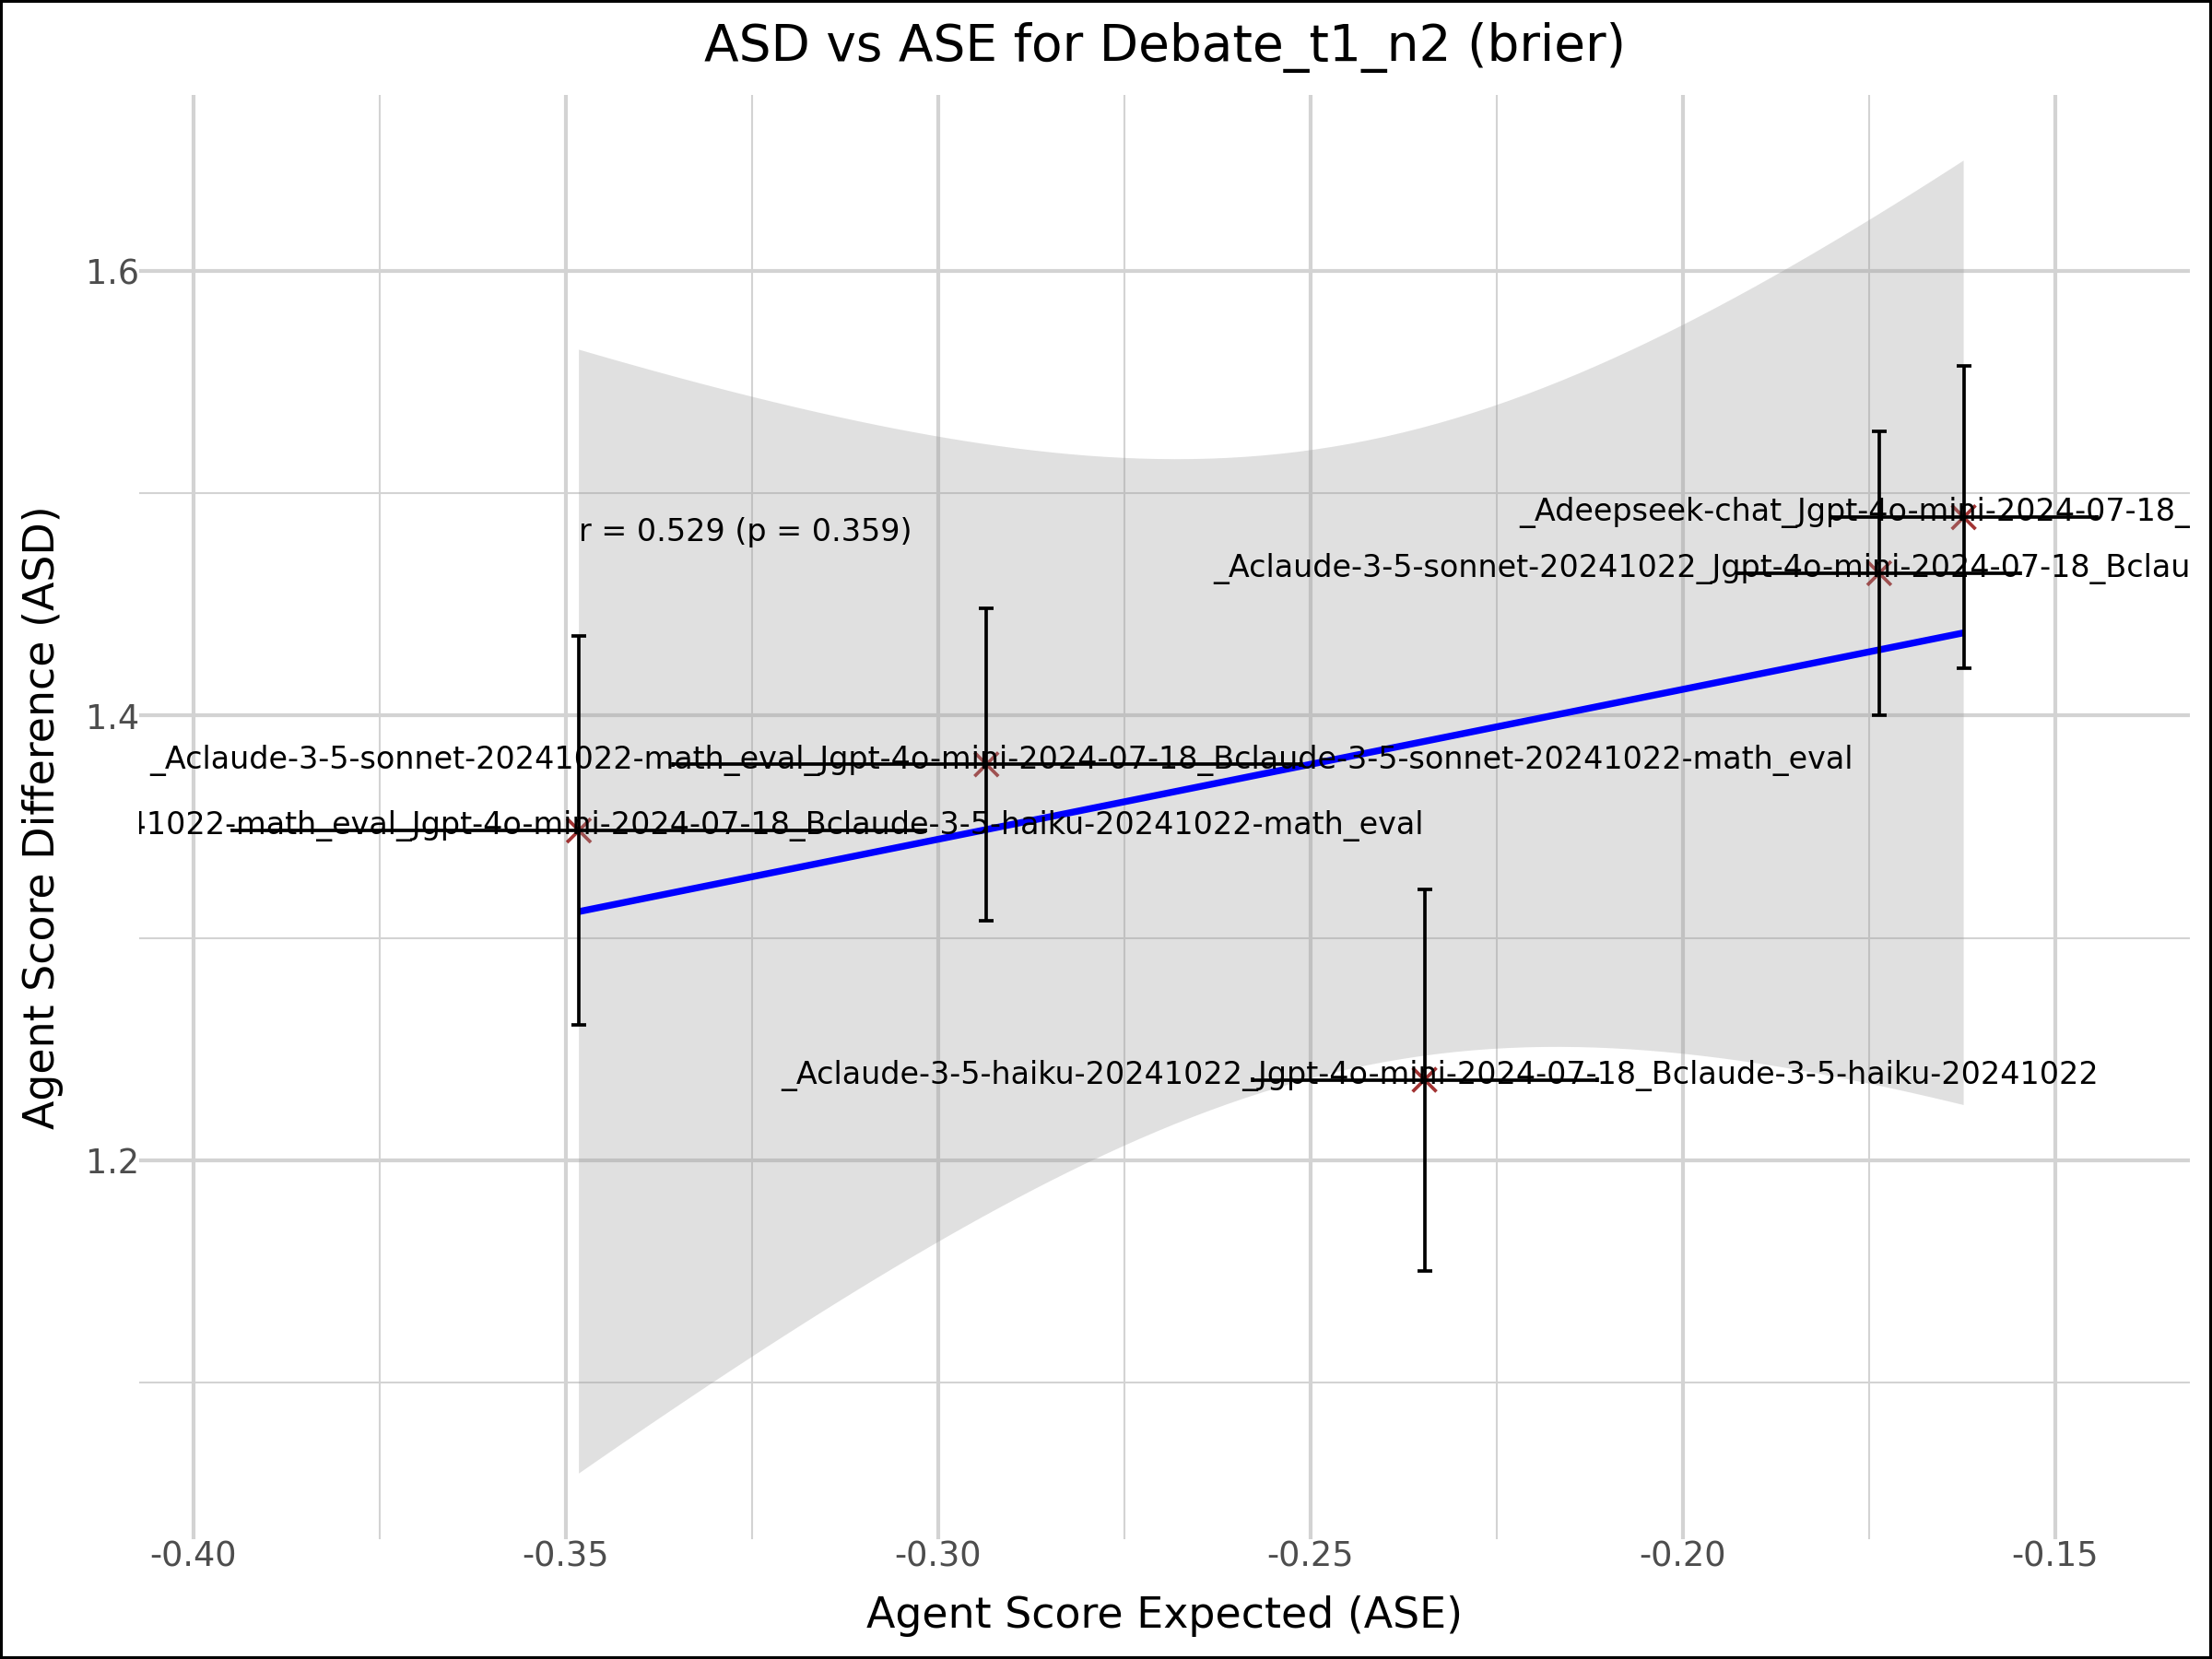 ASD vs ASE for Debate_t1_n2 (brier)
Agent Score Difference (ASD)
1.6
1.4
1.2
r = 0.529 (p = 0.359)
_Adeepseek-chat_Jgpt-4o-mini-2024-07-18_
_Aclaude-3-5-sonnet-20241022_Jgpt-4o-mini-2024-07-18_Bclau
_Aclaude-3-5-sonnet-20241022-math_eval_Jgpt-4o-mini-2024-07-18_Bclaude-3-5-sonnet-20241022-math_eval
41022-math_eval_Jgpt-4o-mini-2024-07-18_Bclaude-3-5-haiku-20241022-math_eval
_Aclaude-3-5-haiku-20241022_Jgpt-4o-mini-2024-07-18_Bclaude-3-5-haiku-20241022
-0.40 -0.35 -0.30 -0.25 -0.20 -0.15
Agent Score Expected (ASE)